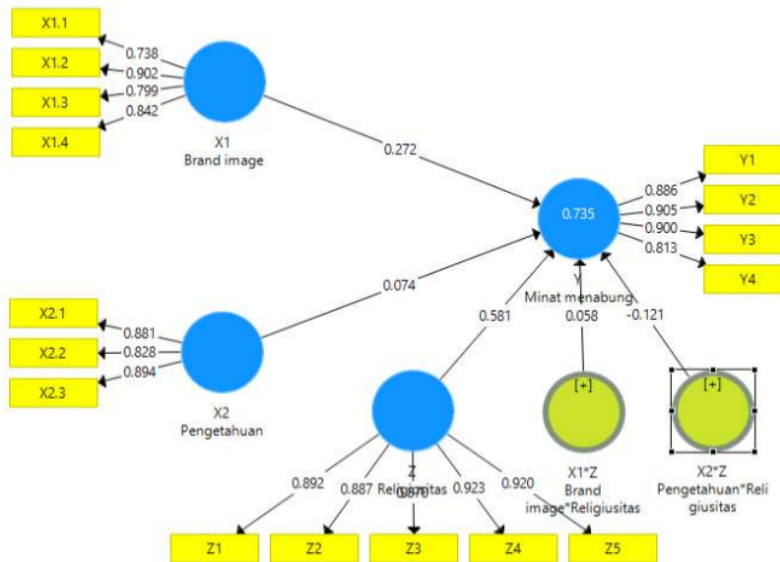 X1.1
0.738
X1.2
0.902
X1.3
0.799
0.842
X1.4
X1
Brand image
0.272
Y1
0.886
Y2
0.735
0.905
0.900
Y3
0.813
Y4
Y
Minat menabung
0.074
X2.1
0.881
X2.2
0.828
0.894
X2.3
X2
Pengetahuan
0.581
0.058
-0.121
[+]
[+]
Z
Religiusitas
X1*Z
Brand
image*Religiusitas
X2*Z
Pengetahuan*Reli
giusitas
0.892
0.887
0.923
0.920
Z1
Z2
Z3
Z4
Z5